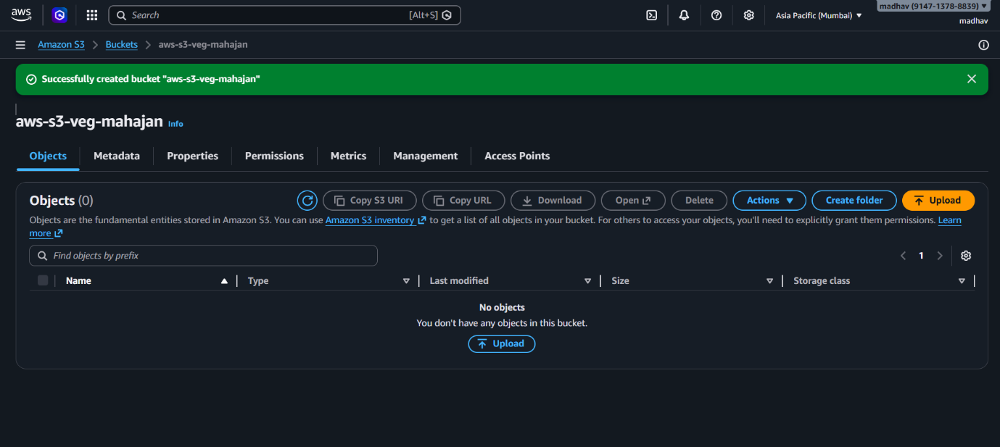 aws
Search [Alt+S]
Asia Pacific (Mumbai)
madhav (9147-1378-8839)
madhav
Amazon S3 > Buckets > aws-s3-veg-mahajan
Successfully created bucket "aws-s3-veg-mahajan"
aws-s3-veg-mahajan Info
Objects Metadata Properties Permissions Metrics Management Access Points
Objects (0) Copy S3 URI Copy URL Download Open Delete Actions Create folder Upload
Objects are the fundamental entities stored in Amazon S3. You can use Amazon S3 inventory to get a list of all objects in your bucket. For others to access your objects, you'll need to explicitly grant them permissions. Learn
more
Find objects by prefix
1
Name Type Last modified Size Storage class
No objects
You don't have any objects in this bucket.
Upload